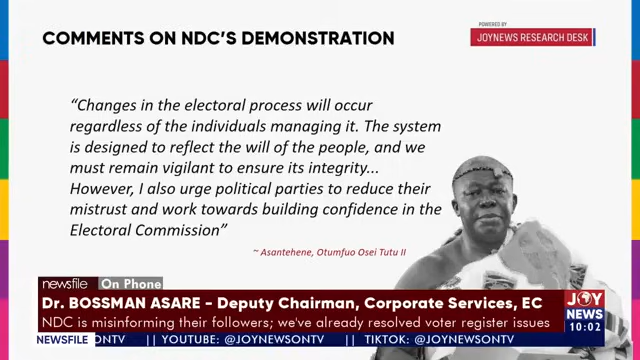 POWERED BY
JOYNEWS RESEARCH DESK
COMMENTS ON NDC'S DEMONSTRATION
“Changes in the electoral process will occur
regardless of the individuals managing it. The system
is designed to reflect the will of the people, and we
must remain vigilant to ensure its integrity...
However, I also urge political parties to reduce their
mistrust and work towards building confidence in the
Electoral Commission”
~ Asantehene, Otumfuo Osei Tutu II
newsfile On Phone
Dr. BOSSMAN ASARE – Deputy Chairman, Corporate Services, EC
NDC is misinforming their followers; we've already resolved voter register issues
JOY
NEWS
10:02
NEWSFILE ONTV || YOUTUBE: @JOYNEWSONTV || TIKTOK: @JOYNEWSONTV